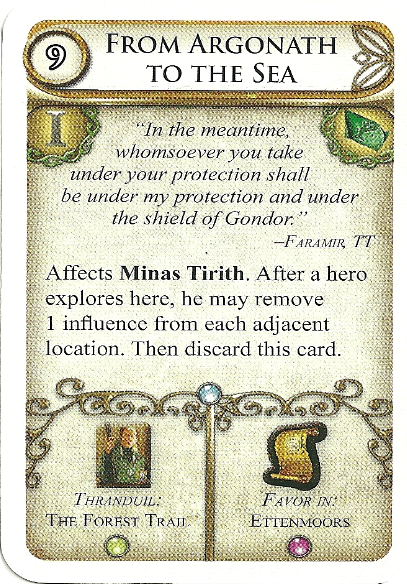 9
FROM ARGONATH
TO THE SEA
I
"In the meantime,
whomsoever you take
under your protection shall
be under my protection and under
the shield of Gondor."
–FARAMIR, TT
Affects Minas Tirith. After a hero
explores here, he may remove
1 influence from each adjacent
location. Then discard this card.
THRANDUIL:
THE FOREST TRAIL
FAVOR IN:
ETTENMOORS